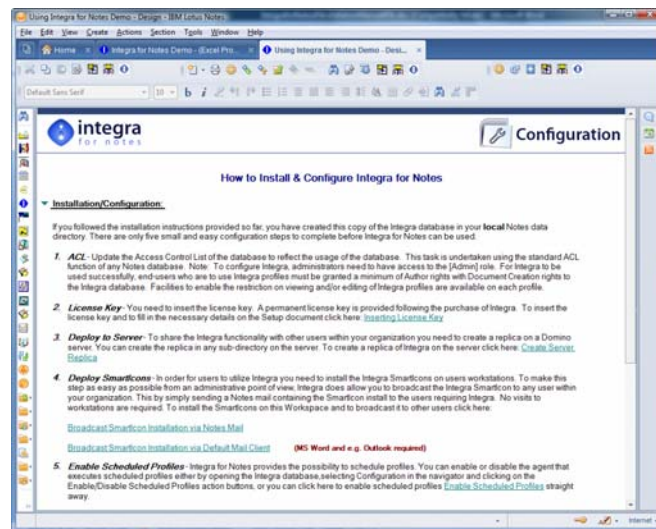 Using Integra for Notes Demo - Design - IBM Lotus Notes
File Edit View Create Actions Section Tools Window Help
Home Integra for Notes Demo - (Excel Pro... Using Integra for Notes Demo - Desi...
Default Sans Serif 10 b i
integra
for notes
Configuration
How to Install & Configure Integra for Notes
Installation/Configuration:
If you followed the installation instructions provided so far, you have created this copy of the Integra database in your local Notes data
directory. There are only five small and easy configuration steps to complete before Integra for Notes can be used.
1. ACL - Update the Access Control List of the database to reflect the usage of the database. This task is undertaken using the standard ACL
function of any Notes database. Note: To configure Integra, administrators need to have access to the [Admin] role. For Integra to be
used successfully, end-users who are to use Integra profiles must be granted a minimum of Author rights with Document Creation rights to
the Integra database. Facilities to enable the restriction on viewing and/or editing of Integra profiles are available on each profile.
2. License Key - You need to insert the license key. A permanent license key is provided following the purchase of Integra. To insert the
license key and to fill in the necessary details on the Setup document click here: Inserting License Key
3. Deploy to Server - To share the Integra functionality with other users within your organization you need to create a replica on a Domino
server. You can create the replica in any sub-directory on the server. To create a replica of Integra on the server click here: Create Server
Replica
4. Deploy SmartIcons - In order for users to utilize Integra you need to install the Integra SmartIcons on users workstations. To make this
step as easy as possible from an administrative point of view, Integra does allow you to broadcast the Integra SmartIcon to any user within
your organization. This by simply sending a Notes mail containing the SmartIcon install to the users requiring Integra. No visits to
workstations are required. To install the SmartIcons on this Workspace and to broadcast it to other users click here:
Broadcast SmartIcon Installation via Notes Mail
Broadcast SmartIcon Installation via Default Mail Client (MS Word and e.g. Outlook required)
5. Enable Scheduled Profiles - Integra for Notes provides the possibility to schedule profiles. You can enable or disable the agent that
executes scheduled profiles either by opening the Integra database,selecting Configuration in the navigator and clicking on the
Enable/Disable Scheduled Profiles action buttons, or you can click here to enable scheduled profiles Enable Scheduled Profiles straight
away.
Internet